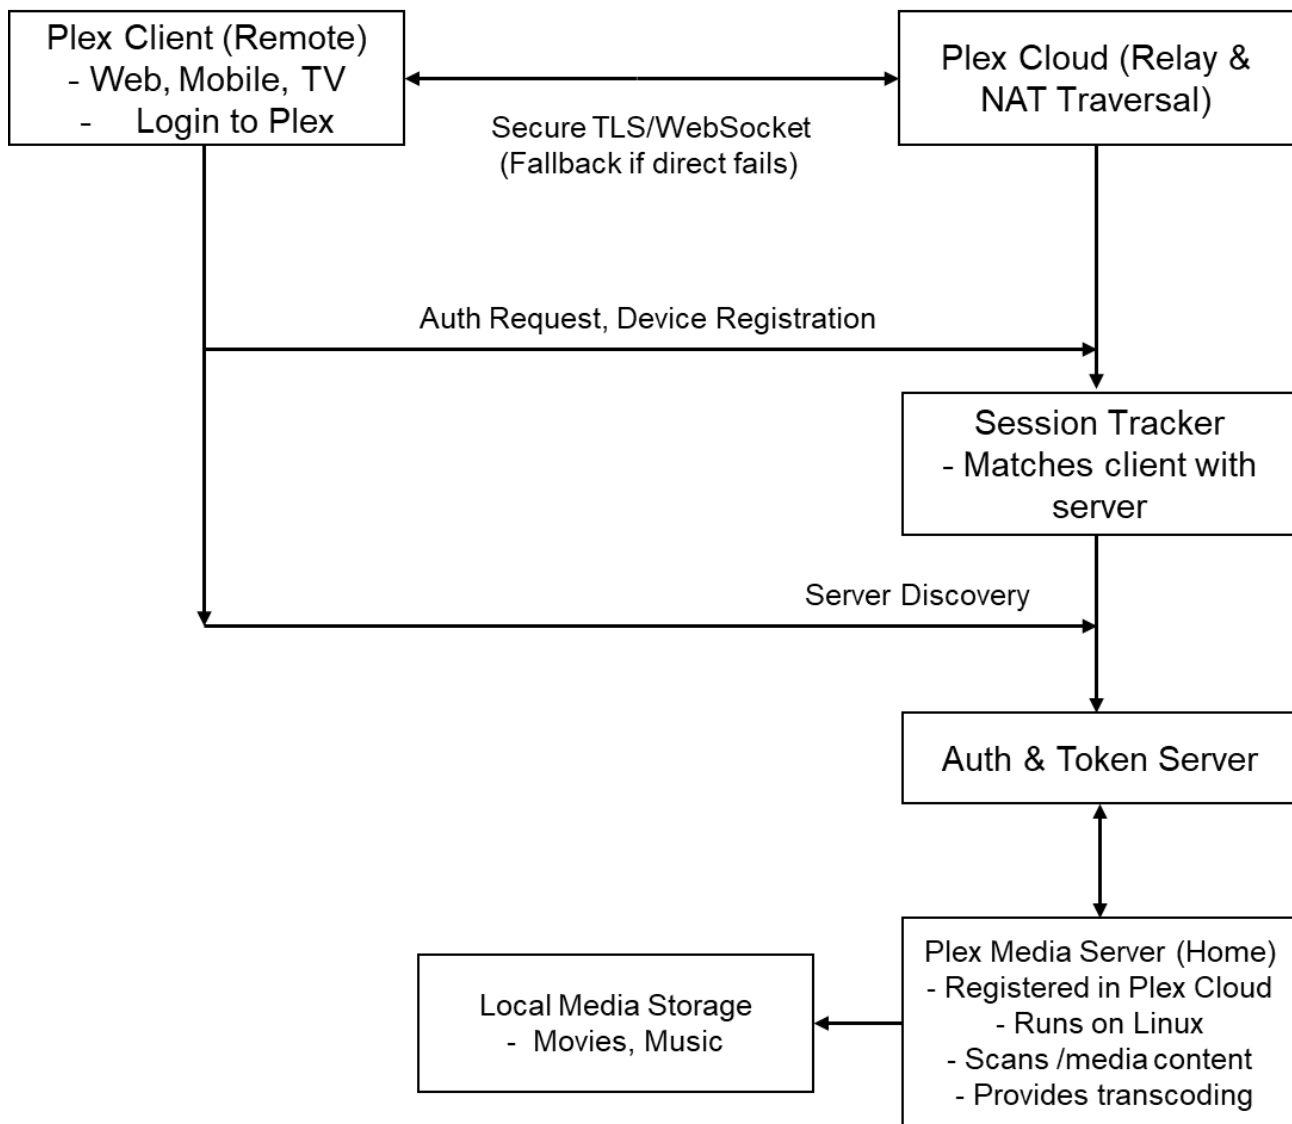 Plex Client (Remote)
- Web, Mobile, TV
- Login to Plex
Plex Cloud (Relay &
NAT Traversal)
Secure TLS/WebSocket
(Fallback if direct fails)
Auth Request, Device Registration
Session Tracker
- Matches client with
server
Server Discovery
Auth & Token Server
Plex Media Server (Home)
- Registered in Plex Cloud
- Runs on Linux
- Scans /media content
- Provides transcoding
Local Media Storage
- Movies, Music